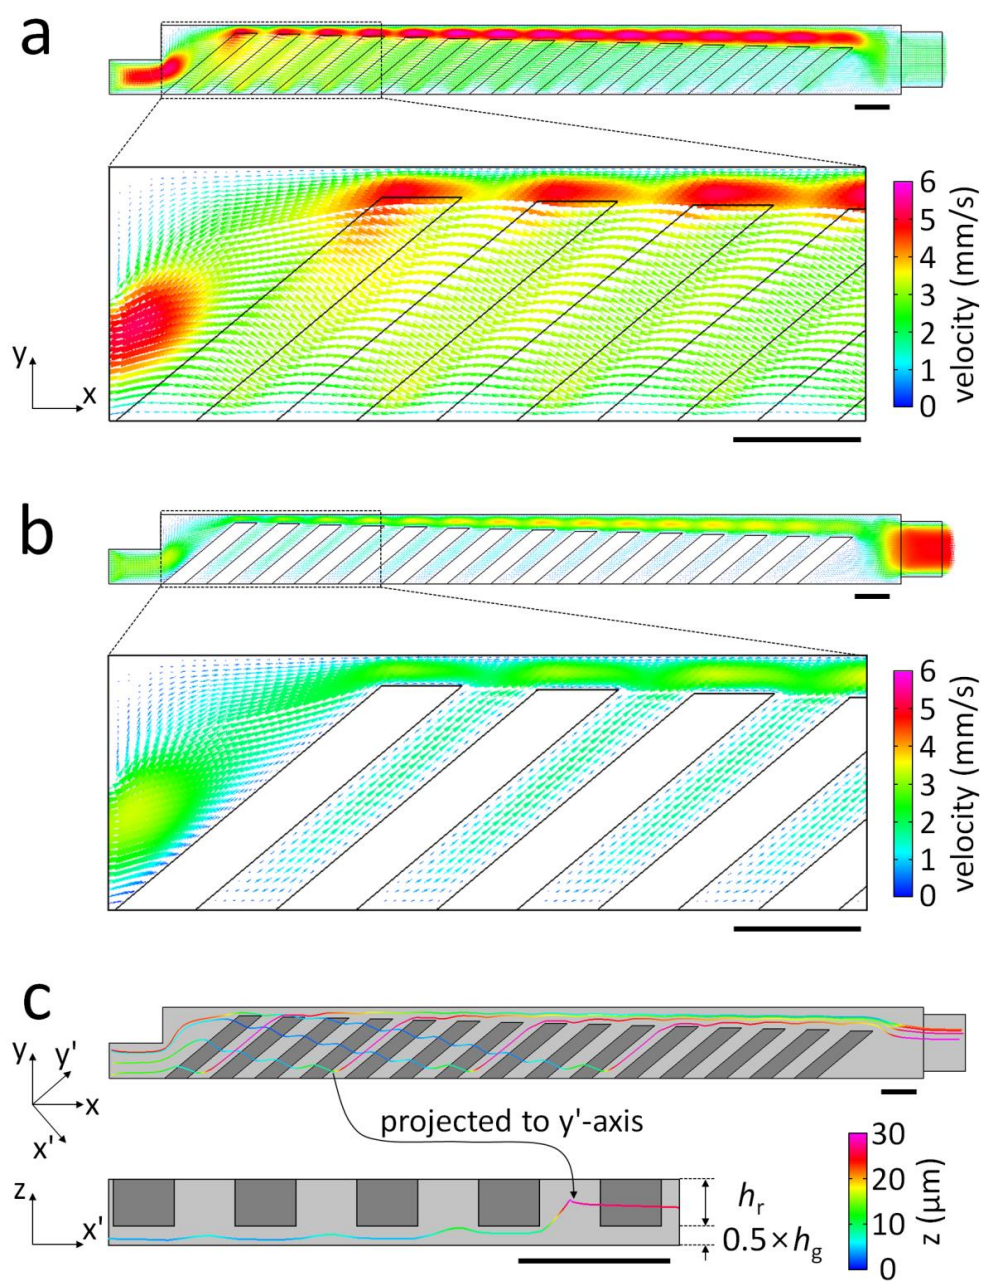 a
6
5
4
3
2
1
0
velocity (mm/s)
y
x
b
6
5
4
3
2
1
0
velocity (mm/s)
c
y
y'
x
x'
projected to y'-axis
z
x'
hr
0.5×hg
30
20
10
0
z (µm)